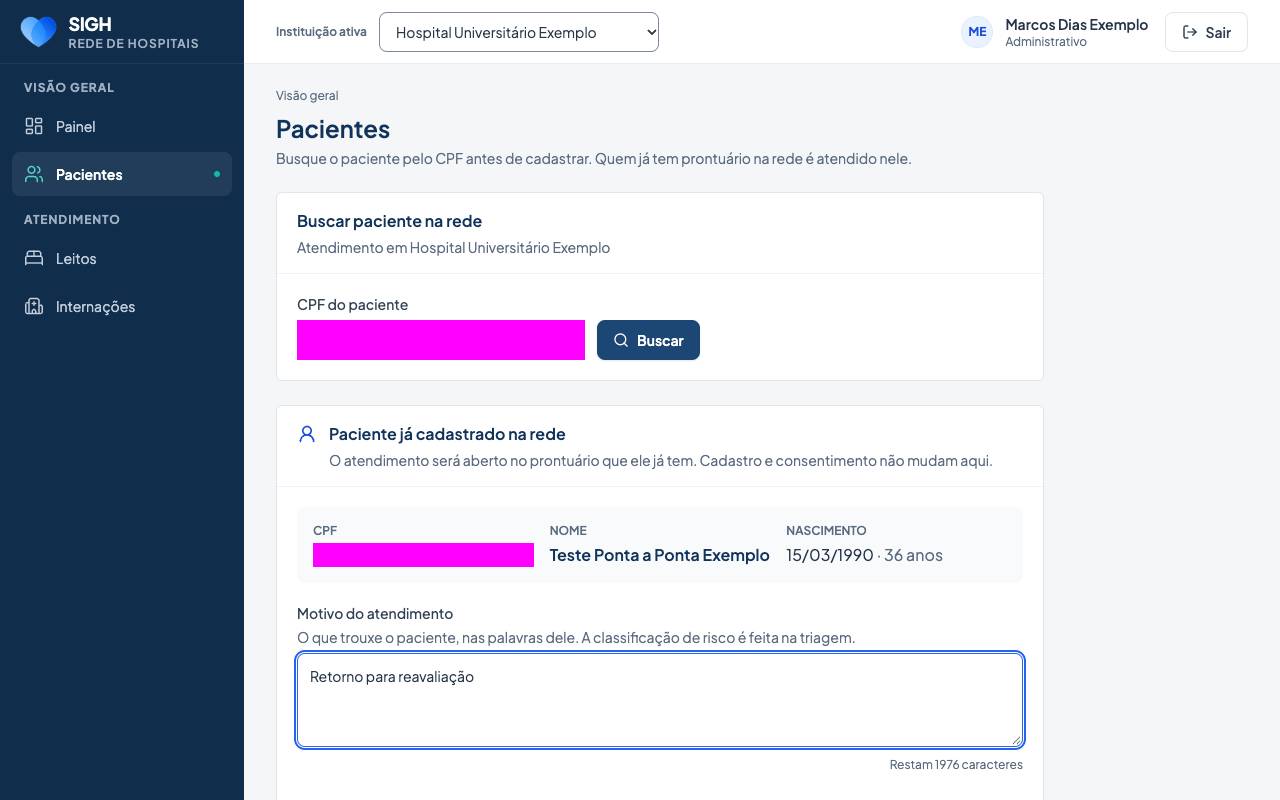 SIGH
REDE DE HOSPITAIS
VISÃO GERAL
Painel
Pacientes
ATENDIMENTO
Leitos
Internações
Instituição ativa
Hospital Universitário Exemplo
ME
Marcos Dias Exemplo
Administrativo
Sair
Visão geral
Pacientes
Busque o paciente pelo CPF antes de cadastrar. Quem já tem prontuário na rede é atendido nele.
Buscar paciente na rede
Atendimento em Hospital Universitário Exemplo
CPF do paciente
Buscar
Paciente já cadastrado na rede
O atendimento será aberto no prontuário que ele já tem. Cadastro e consentimento não mudam aqui.
CPF
NOME
Teste Ponta a Ponta Exemplo
NASCIMENTO
15/03/1990 · 36 anos
Motivo do atendimento
O que trouxe o paciente, nas palavras dele. A classificação de risco é feita na triagem.
Retorno para reavaliação
Restam 1976 caracteres